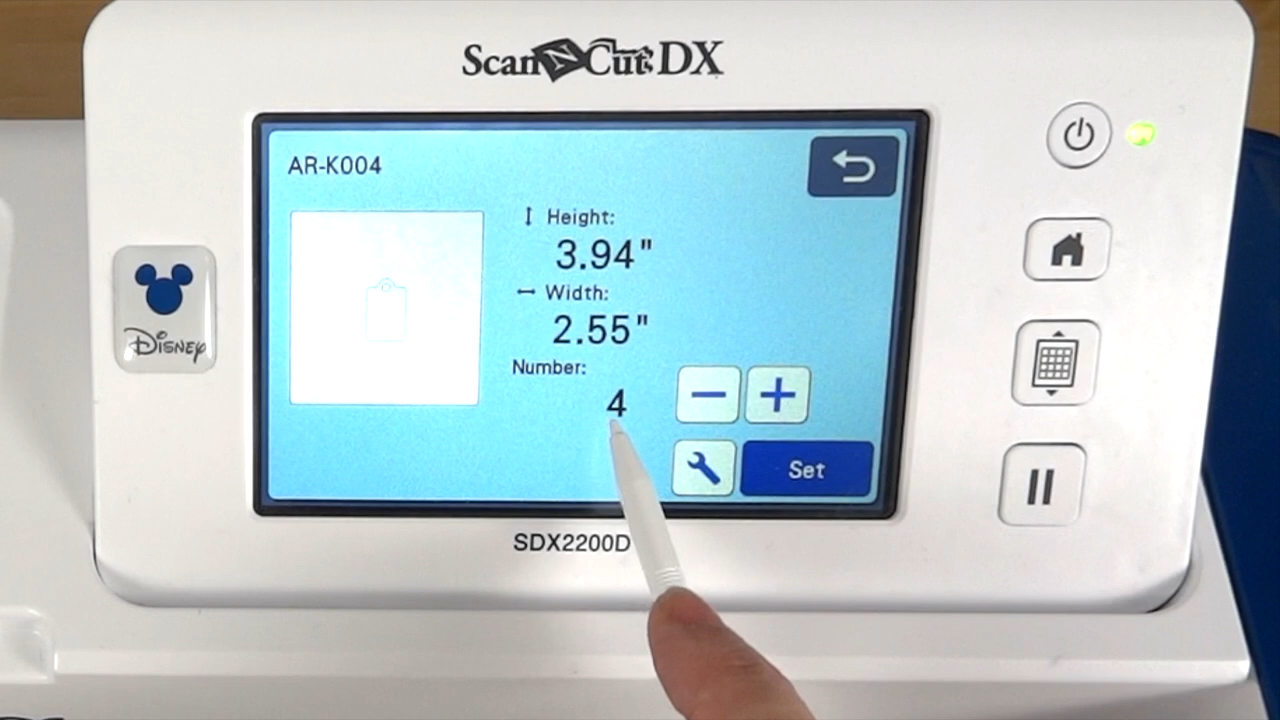 ScanNCut DX
AR-K004
Height:
3.94"
Width:
2.55"
Number:
4
Set
Disney
SDX2200D